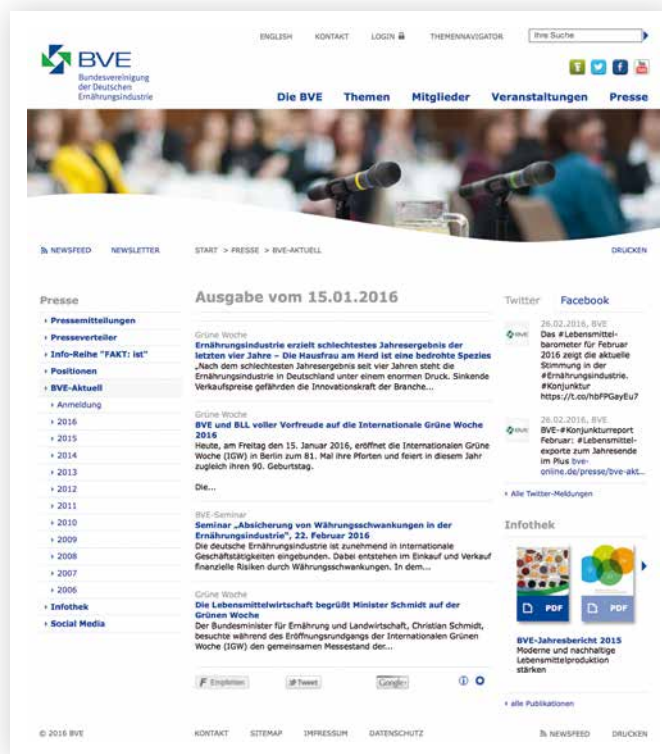 ENGLISH KONTAKT LOGIN THEMENNAVIGATOR Ihre Suche
BVE
Bundesvereinigung
der Deutschen
Ernährungsindustrie
Die BVE Themen Mitglieder Veranstaltungen Presse
NEWSFEED NEWSLETTER START > PRESSE > BVE-AKTUELL DRUCKEN
Presse
› Pressemitteilungen
› Presseverteiler
› Info-Reihe "FAKT: ist"
› Positionen
› BVE-Aktuell
› Anmeldung
› 2016
› 2015
› 2014
› 2013
› 2012
› 2011
› 2010
› 2009
› 2008
› 2007
› 2006
› Infothek
› Social Media
Ausgabe vom 15.01.2016
Grüne Woche
Ernährungsindustrie erzielt schlechtestes Jahresergebnis der
letzten vier Jahre – Die Hausfrau am Herd ist eine bedrohte Spezies
„Nach dem schlechtesten Jahresergebnis seit vier Jahren steht die
Ernährungsindustrie in Deutschland unter einem enormen Druck. Sinkende
Verkaufspreise gefährden die Innovationskraft der Branche...
Grüne Woche
BVE und BLL voller Vorfreude auf die Internationale Grüne Woche
2016
Heute, am Freitag den 15. Januar 2016, eröffnet die Internationalen Grüne
Woche (IGW) in Berlin zum 81. Mal ihre Pforten und feiert in diesem Jahr
zugleich ihren 90. Geburtstag.
Die...
BVE-Seminar
Seminar „Absicherung von Währungsschwankungen in der
Ernährungsindustrie", 22. Februar 2016
Die deutsche Ernährungsindustrie ist zunehmend in internationale
Geschäftstätigkeiten eingebunden. Dabei entstehen im Einkauf und Verkauf
finanzielle Risiken durch Währungsschwankungen. In dem...
Grüne Woche
Die Lebensmittelwirtschaft begrüßt Minister Schmidt auf der
Grünen Woche
Der Bundesminister für Ernährung und Landwirtschaft, Christian Schmidt,
besuchte während des Eröffnungsrundgangs der Internationalen Grünen
Woche (IGW) den gemeinsamen Messestand der...
Empfehlen Tweet Google+
Twitter Facebook
26.02.2016, BVE
Das #Lebensmittel-
barometer für Februar
2016 zeigt die aktuelle
Stimmung in der
#Ernährungsindustrie.
#Konjunktur
https://t.co/hbFPGayEu7
26.02.2016, BVE
BVE-#Konjunkturreport
Februar: #Lebensmittel-
exporte zum Jahresende
im Plus bve-
online.de/presse/bve-akt...
› Alle Twitter-Meldungen
Infothek
PDF PDF
BVE-Jahresbericht 2015
Moderne und nachhaltige
Lebensmittelproduktion
stärken
› alle Publikationen
© 2016 BVE KONTAKT SITEMAP IMPRESSUM DATENSCHUTZ NEWSFEED DRUCKEN